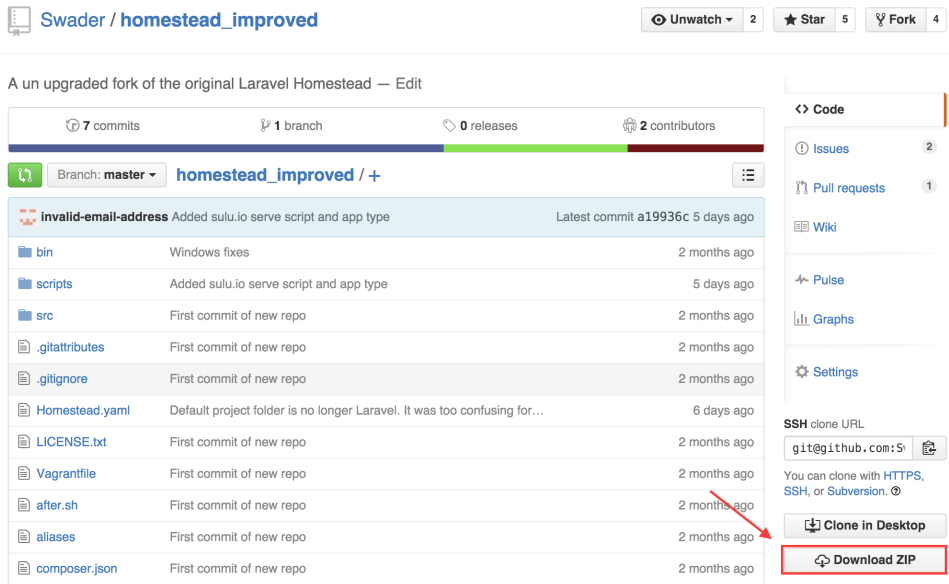 Swader / homestead_improved
Unwatch 2 Star 5 Fork 4
A un upgraded fork of the original Laravel Homestead — Edit
7 commits 1 branch 0 releases 2 contributors
Branch: master homestead_improved / +
invalid-email-address Added sulu.io serve script and app type Latest commit a19936c 5 days ago
bin Windows fixes 2 months ago
scripts Added sulu.io serve script and app type 5 days ago
src First commit of new repo 2 months ago
.gitattributes First commit of new repo 2 months ago
.gitignore First commit of new repo 2 months ago
Homestead.yaml Default project folder is no longer Laravel. It was too confusing for… 6 days ago
LICENSE.txt First commit of new repo 2 months ago
Vagrantfile First commit of new repo 2 months ago
after.sh First commit of new repo 2 months ago
aliases First commit of new repo 2 months ago
composer.json First commit of new repo 2 months ago
Code
Issues 2
Pull requests 1
Wiki
Pulse
Graphs
Settings
SSH clone URL
git@github.com:Sw
You can clone with HTTPS,
SSH, or Subversion.
Clone in Desktop
Download ZIP